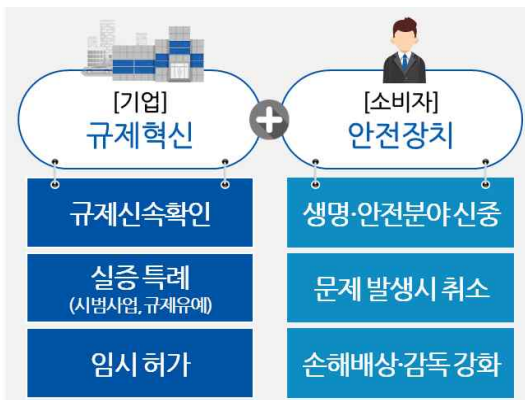 [기업]
규제혁신
[소비자]
안전장치
규제신속확인
실증 특례
(시범사업, 규제유예)
임시 허가
생명·안전분야 신중
문제 발생시 취소
손해배상·감독 강화